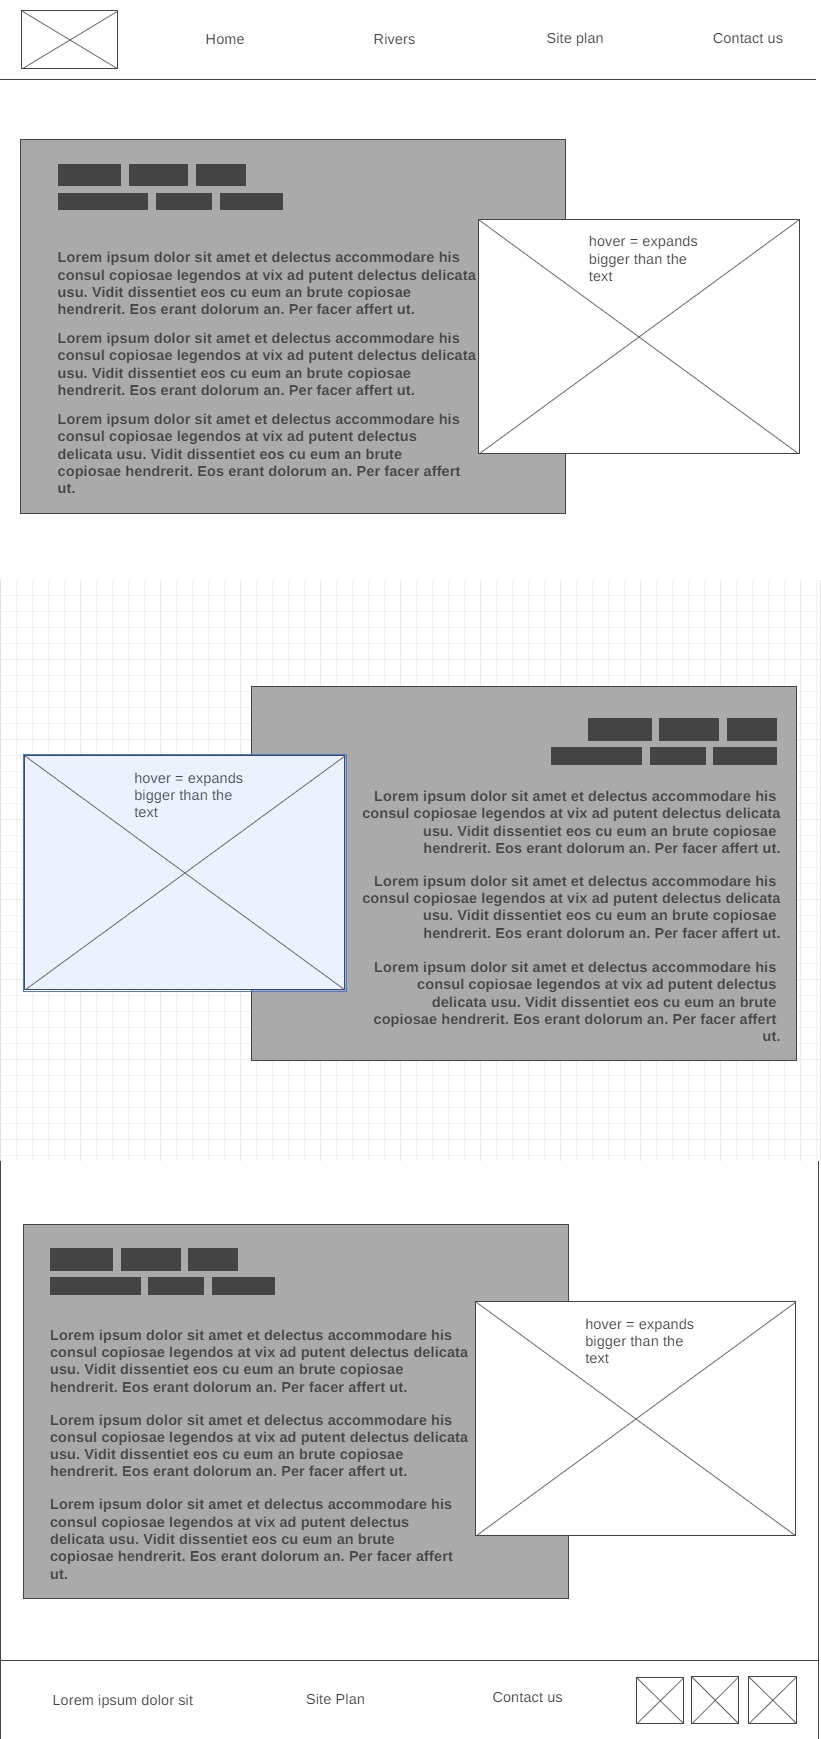 Home Rivers Site plan Contact us
hover = expands
bigger than the
text
Lorem ipsum dolor sit amet et delectus accommodare his
consul copiosae legendos at vix ad putent delectus delicata
usu. Vidit dissentiet eos cu eum an brute copiosae
hendrerit. Eos erant dolorum an. Per facer affert ut.
Lorem ipsum dolor sit amet et delectus accommodare his
consul copiosae legendos at vix ad putent delectus delicata
usu. Vidit dissentiet eos cu eum an brute copiosae
hendrerit. Eos erant dolorum an. Per facer affert ut.
Lorem ipsum dolor sit amet et delectus accommodare his
consul copiosae legendos at vix ad putent delectus
delicata usu. Vidit dissentiet eos cu eum an brute
copiosae hendrerit. Eos erant dolorum an. Per facer affert
ut.
hover = expands
bigger than the
text
Lorem ipsum dolor sit amet et delectus accommodare his
consul copiosae legendos at vix ad putent delectus delicata
usu. Vidit dissentiet eos cu eum an brute copiosae
hendrerit. Eos erant dolorum an. Per facer affert ut.
Lorem ipsum dolor sit amet et delectus accommodare his
consul copiosae legendos at vix ad putent delectus delicata
usu. Vidit dissentiet eos cu eum an brute copiosae
hendrerit. Eos erant dolorum an. Per facer affert ut.
Lorem ipsum dolor sit amet et delectus accommodare his
consul copiosae legendos at vix ad putent delectus
delicata usu. Vidit dissentiet eos cu eum an brute
copiosae hendrerit. Eos erant dolorum an. Per facer affert
ut.
hover = expands
bigger than the
text
Lorem ipsum dolor sit amet et delectus accommodare his
consul copiosae legendos at vix ad putent delectus delicata
usu. Vidit dissentiet eos cu eum an brute copiosae
hendrerit. Eos erant dolorum an. Per facer affert ut.
Lorem ipsum dolor sit amet et delectus accommodare his
consul copiosae legendos at vix ad putent delectus delicata
usu. Vidit dissentiet eos cu eum an brute copiosae
hendrerit. Eos erant dolorum an. Per facer affert ut.
Lorem ipsum dolor sit amet et delectus accommodare his
consul copiosae legendos at vix ad putent delectus
delicata usu. Vidit dissentiet eos cu eum an brute
copiosae hendrerit. Eos erant dolorum an. Per facer affert
ut.
Lorem ipsum dolor sit Site Plan Contact us